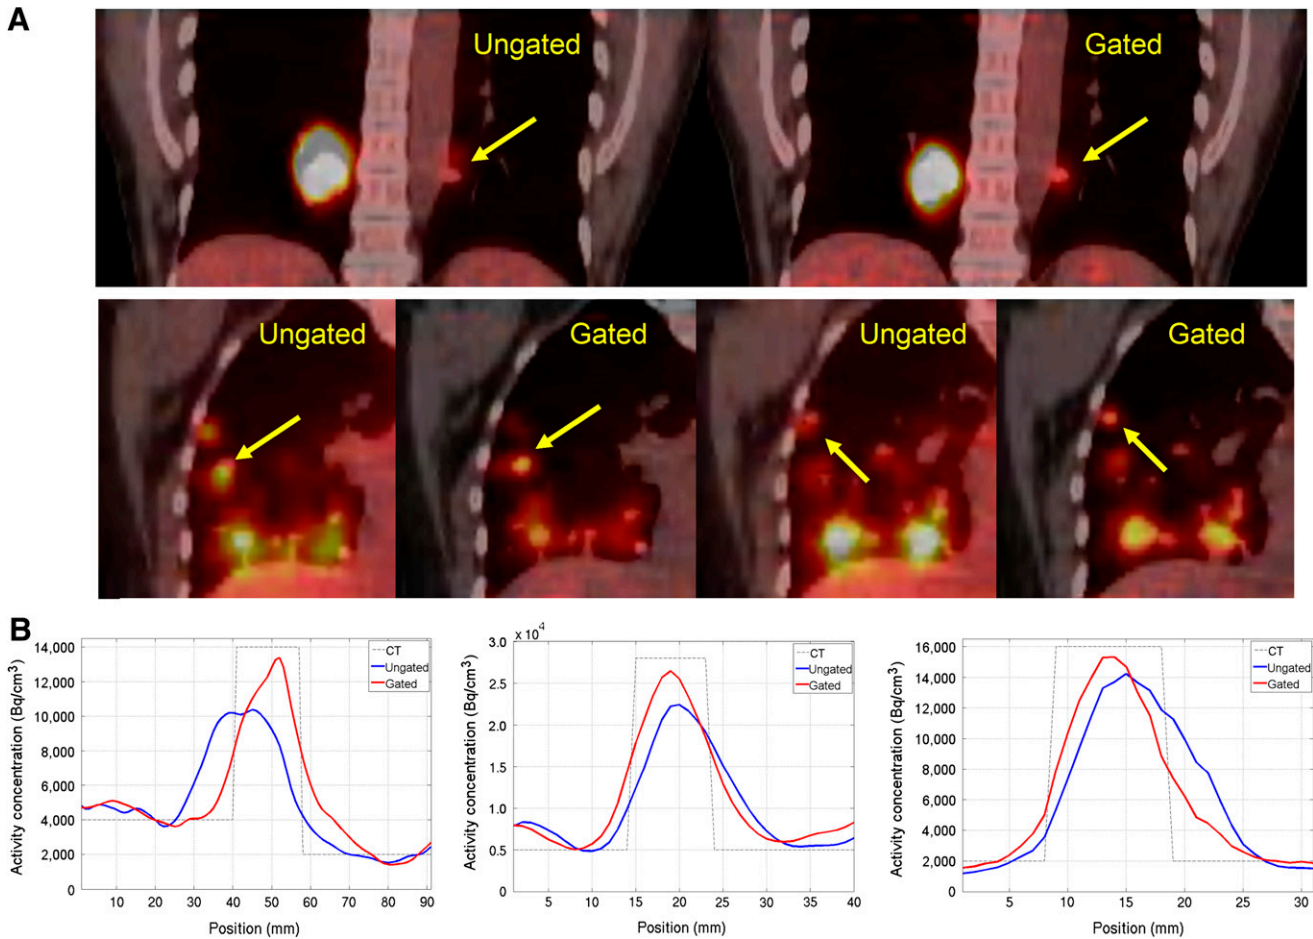 A
Ungated
Gated
Ungated
Gated
Ungated
Gated
B
14,000
12,000
10,000
8,000
6,000
4,000
2,000
0
10 20 30 40 50 60 70 80 90
Activity concentration (Bq/cm³)
Position (mm)
CT
Ungated
Gated
3.0 x 10⁴
2.5
2.0
1.5
1.0
0.5
0
5 10 15 20 25 30 35 40
Activity concentration (Bq/cm³)
Position (mm)
CT
Ungated
Gated
16,000
14,000
12,000
10,000
8,000
6,000
4,000
2,000
0
5 10 15 20 25 30
Activity concentration (Bq/cm³)
Position (mm)
CT
Ungated
Gated